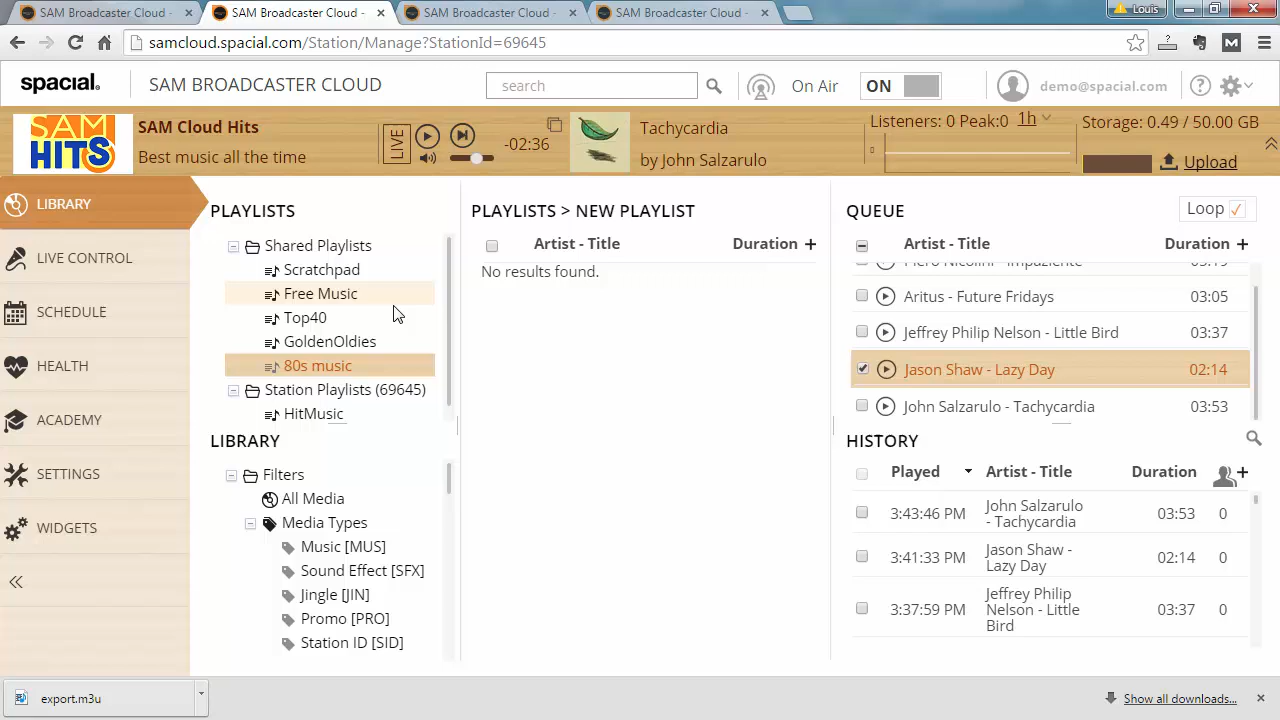 SAM Broadcaster Cloud -
SAM Broadcaster Cloud -
SAM Broadcaster Cloud -
SAM Broadcaster Cloud -
Louis
samcloud.spacial.com/Station/Manage?StationId=69645
spacial.
SAM BROADCASTER CLOUD
search
On Air
ON
demo@spacial.com
SAM
HITS
SAM Cloud Hits
Best music all the time
LIVE
-02:36
Tachycardia
by John Salzarulo
Listeners: 0 Peak:0 1h
Storage: 0.49 / 50.00 GB
Upload
LIBRARY
LIVE CONTROL
SCHEDULE
HEALTH
ACADEMY
SETTINGS
WIDGETS
PLAYLISTS
Shared Playlists
Scratchpad
Free Music
Top40
GoldenOldies
80s music
Station Playlists (69645)
HitMusic
LIBRARY
Filters
All Media
Media Types
Music [MUS]
Sound Effect [SFX]
Jingle [JIN]
Promo [PRO]
Station ID [SID]
PLAYLISTS > NEW PLAYLIST
Artist - Title Duration +
No results found.
QUEUE
Loop
Artist - Title Duration +
Piero Nicolini - Impaziente 03:19
Aritus - Future Fridays 03:05
Jeffrey Philip Nelson - Little Bird 03:37
Jason Shaw - Lazy Day 02:14
John Salzarulo - Tachycardia 03:53
HISTORY
Played Artist - Title Duration +
3:43:46 PM John Salzarulo 03:53 0
- Tachycardia
3:41:33 PM Jason Shaw - 02:14 0
Lazy Day
3:37:59 PM Jeffrey Philip 03:37 0
Nelson - Little
Bird
export.m3u
Show all downloads...